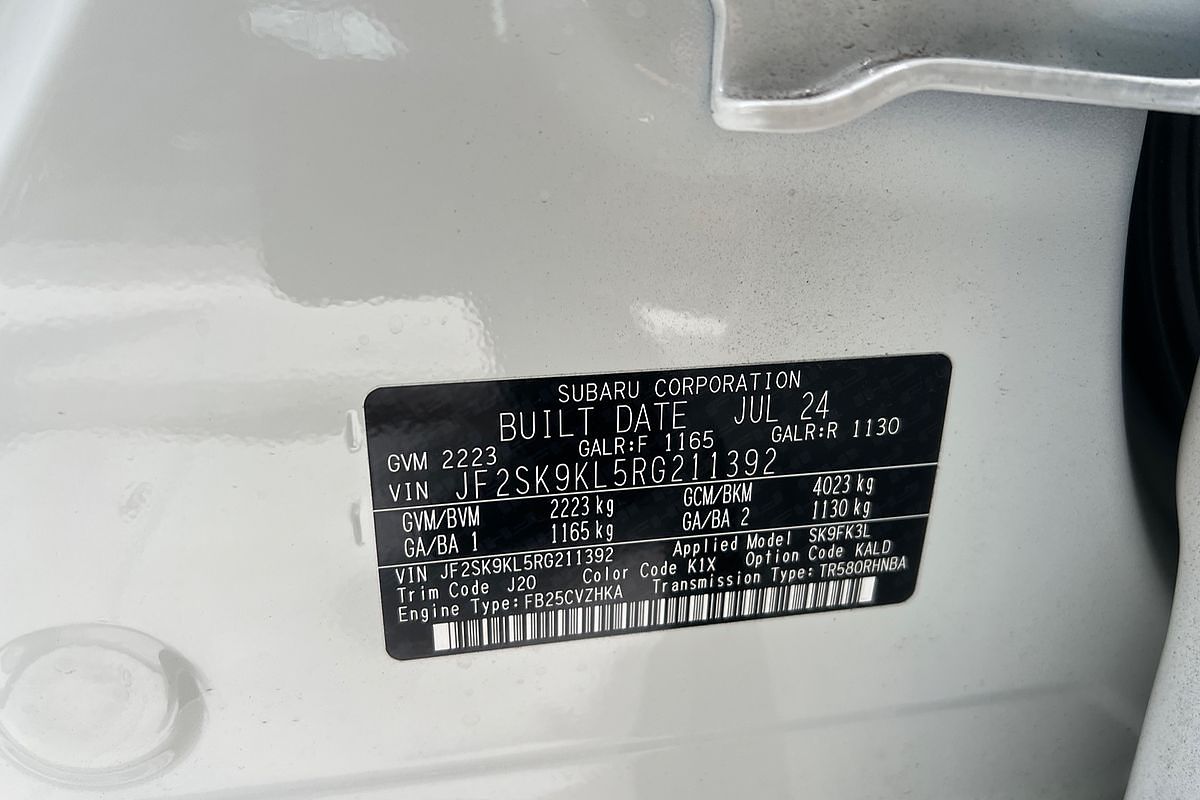 SUBARU CORPORATION
BUILT DATE JUL 24
GVM 2223 GALR:F 1165 GALR:R 1130
VIN JF2SK9KL5RG211392
GVM/BVM 2223 kg GCM/BKM 4023 kg
GA/BA 1 1165 kg GA/BA 2 1130 kg
VIN JF2SK9KL5RG211392 Applied Model SK9FK3L
Trim Code J20 Color Code K1X Option Code KALD
Engine Type:FB25CVZHKA Transmission Type:TR580RHNBA